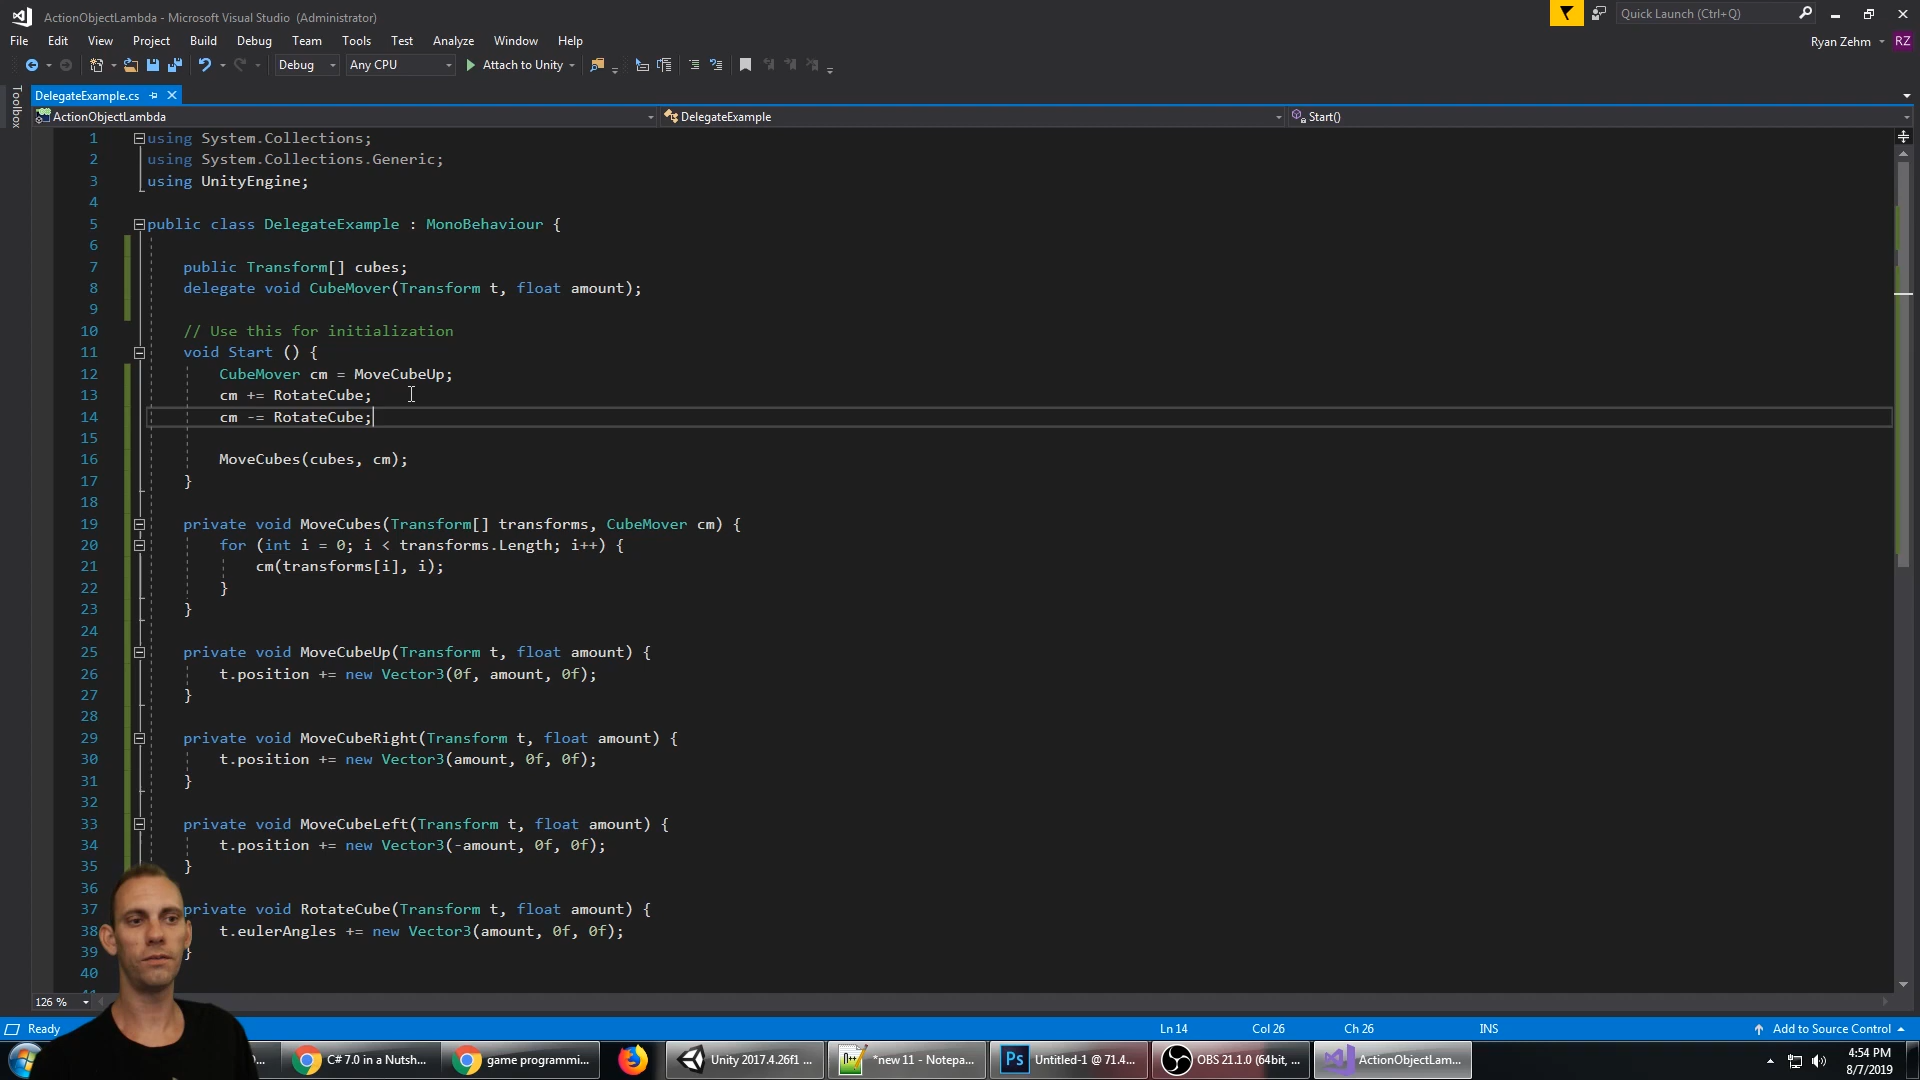 ActionObjectLambda - Microsoft Visual Studio (Administrator)
Quick Launch (Ctrl+Q)
File Edit View Project Build Debug Team Tools Test Analyze Window Help
Ryan Zehm RZ
Debug Any CPU Attach to Unity
Toolbox
DelegateExample.cs
ActionObjectLambda DelegateExample Start()
1 using System.Collections;
2 using System.Collections.Generic;
3 using UnityEngine;
4
5 public class DelegateExample : MonoBehaviour {
6
7 public Transform[] cubes;
8 delegate void CubeMover(Transform t, float amount);
9
10 // Use this for initialization
11 void Start () {
12 CubeMover cm = MoveCubeUp;
13 cm += RotateCube;
14 cm -= RotateCube;
15
16 MoveCubes(cubes, cm);
17 }
18
19 private void MoveCubes(Transform[] transforms, CubeMover cm) {
20 for (int i = 0; i < transforms.Length; i++) {
21 cm(transforms[i], i);
22 }
23 }
24
25 private void MoveCubeUp(Transform t, float amount) {
26 t.position += new Vector3(0f, amount, 0f);
27 }
28
29 private void MoveCubeRight(Transform t, float amount) {
30 t.position += new Vector3(amount, 0f, 0f);
31 }
32
33 private void MoveCubeLeft(Transform t, float amount) {
34 t.position += new Vector3(-amount, 0f, 0f);
35 }
36
37 private void RotateCube(Transform t, float amount) {
38 t.eulerAngles += new Vector3(amount, 0f, 0f);
39 }
40
126 %
Ready Ln 14 Col 26 Ch 26 INS Add to Source Control
C# 7.0 in a Nutsh... game programmi... Unity 2017.4.26f1 ... *new 11 - Notepa... Ps Untitled-1 @ 71.4... OBS 21.1.0 (64bit, ... ActionObjectLam...
4:54 PM
8/7/2019